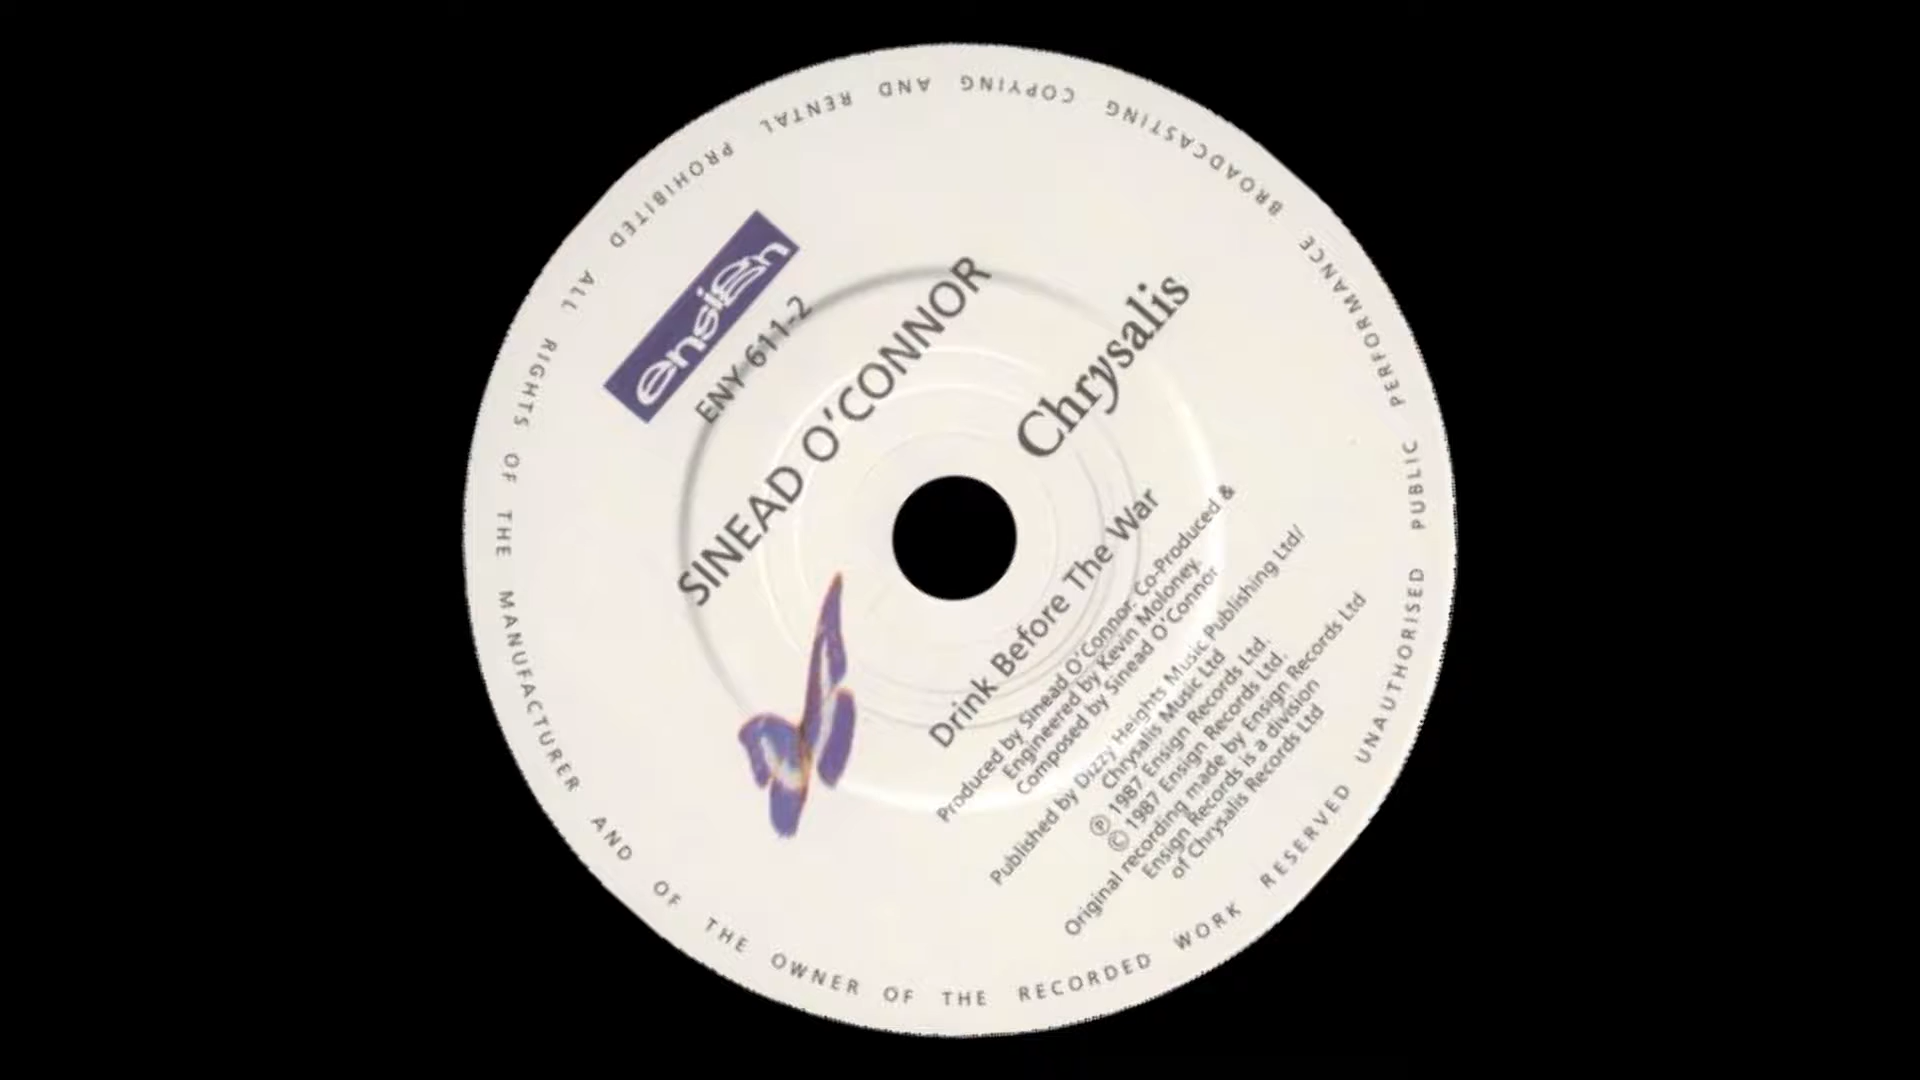 ensign
ENY 611-2
SINEAD O'CONNOR
Chrysalis
Drink Before The War
Produced by Sinead O'Connor. Co-Produced &
Engineered by Kevin Moloney.
Composed by Sinead O'Connor
Published by Dizzy Heights Music Publishing Ltd/
Chrysalis Music Ltd
℗ 1987 Ensign Records Ltd.
© 1987 Ensign Records Ltd.
Original recording made by Ensign Records Ltd
Ensign Records is a division
of Chrysalis Records Ltd
ALL RIGHTS OF THE MANUFACTURER AND OF THE OWNER OF THE RECORDED WORK RESERVED UNAUTHORISED PUBLIC PERFORMANCE BROADCASTING COPYING AND RENTAL PROHIBITED